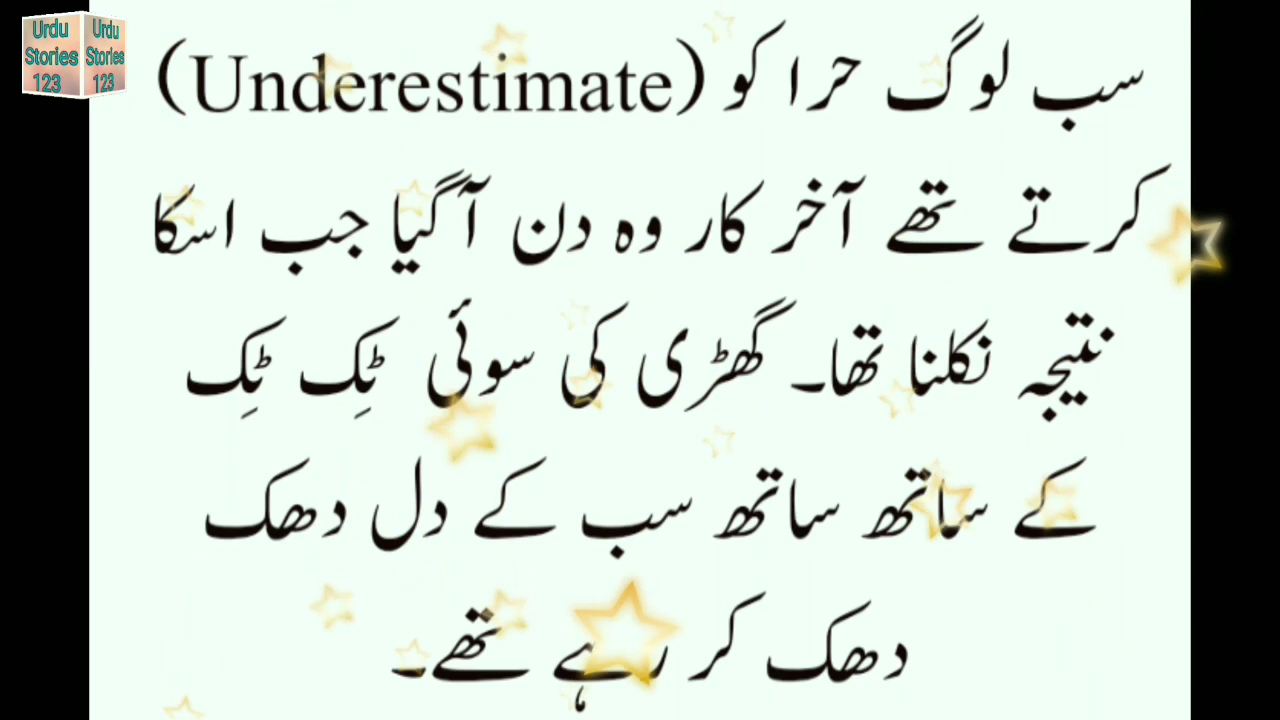 Urdu
Stories
123
Urdu
Stories
123
سب لوگ حرا کو (Underestimate)
کرتے تھے آخر کار وہ دن آگیا جب اسکا
نتیجہ نکلنا تھا۔ گھڑی کی سوئی ٹِک ٹِک
کے ساتھ ساتھ سب کے دل دھک
دھک کر رہے تھے۔